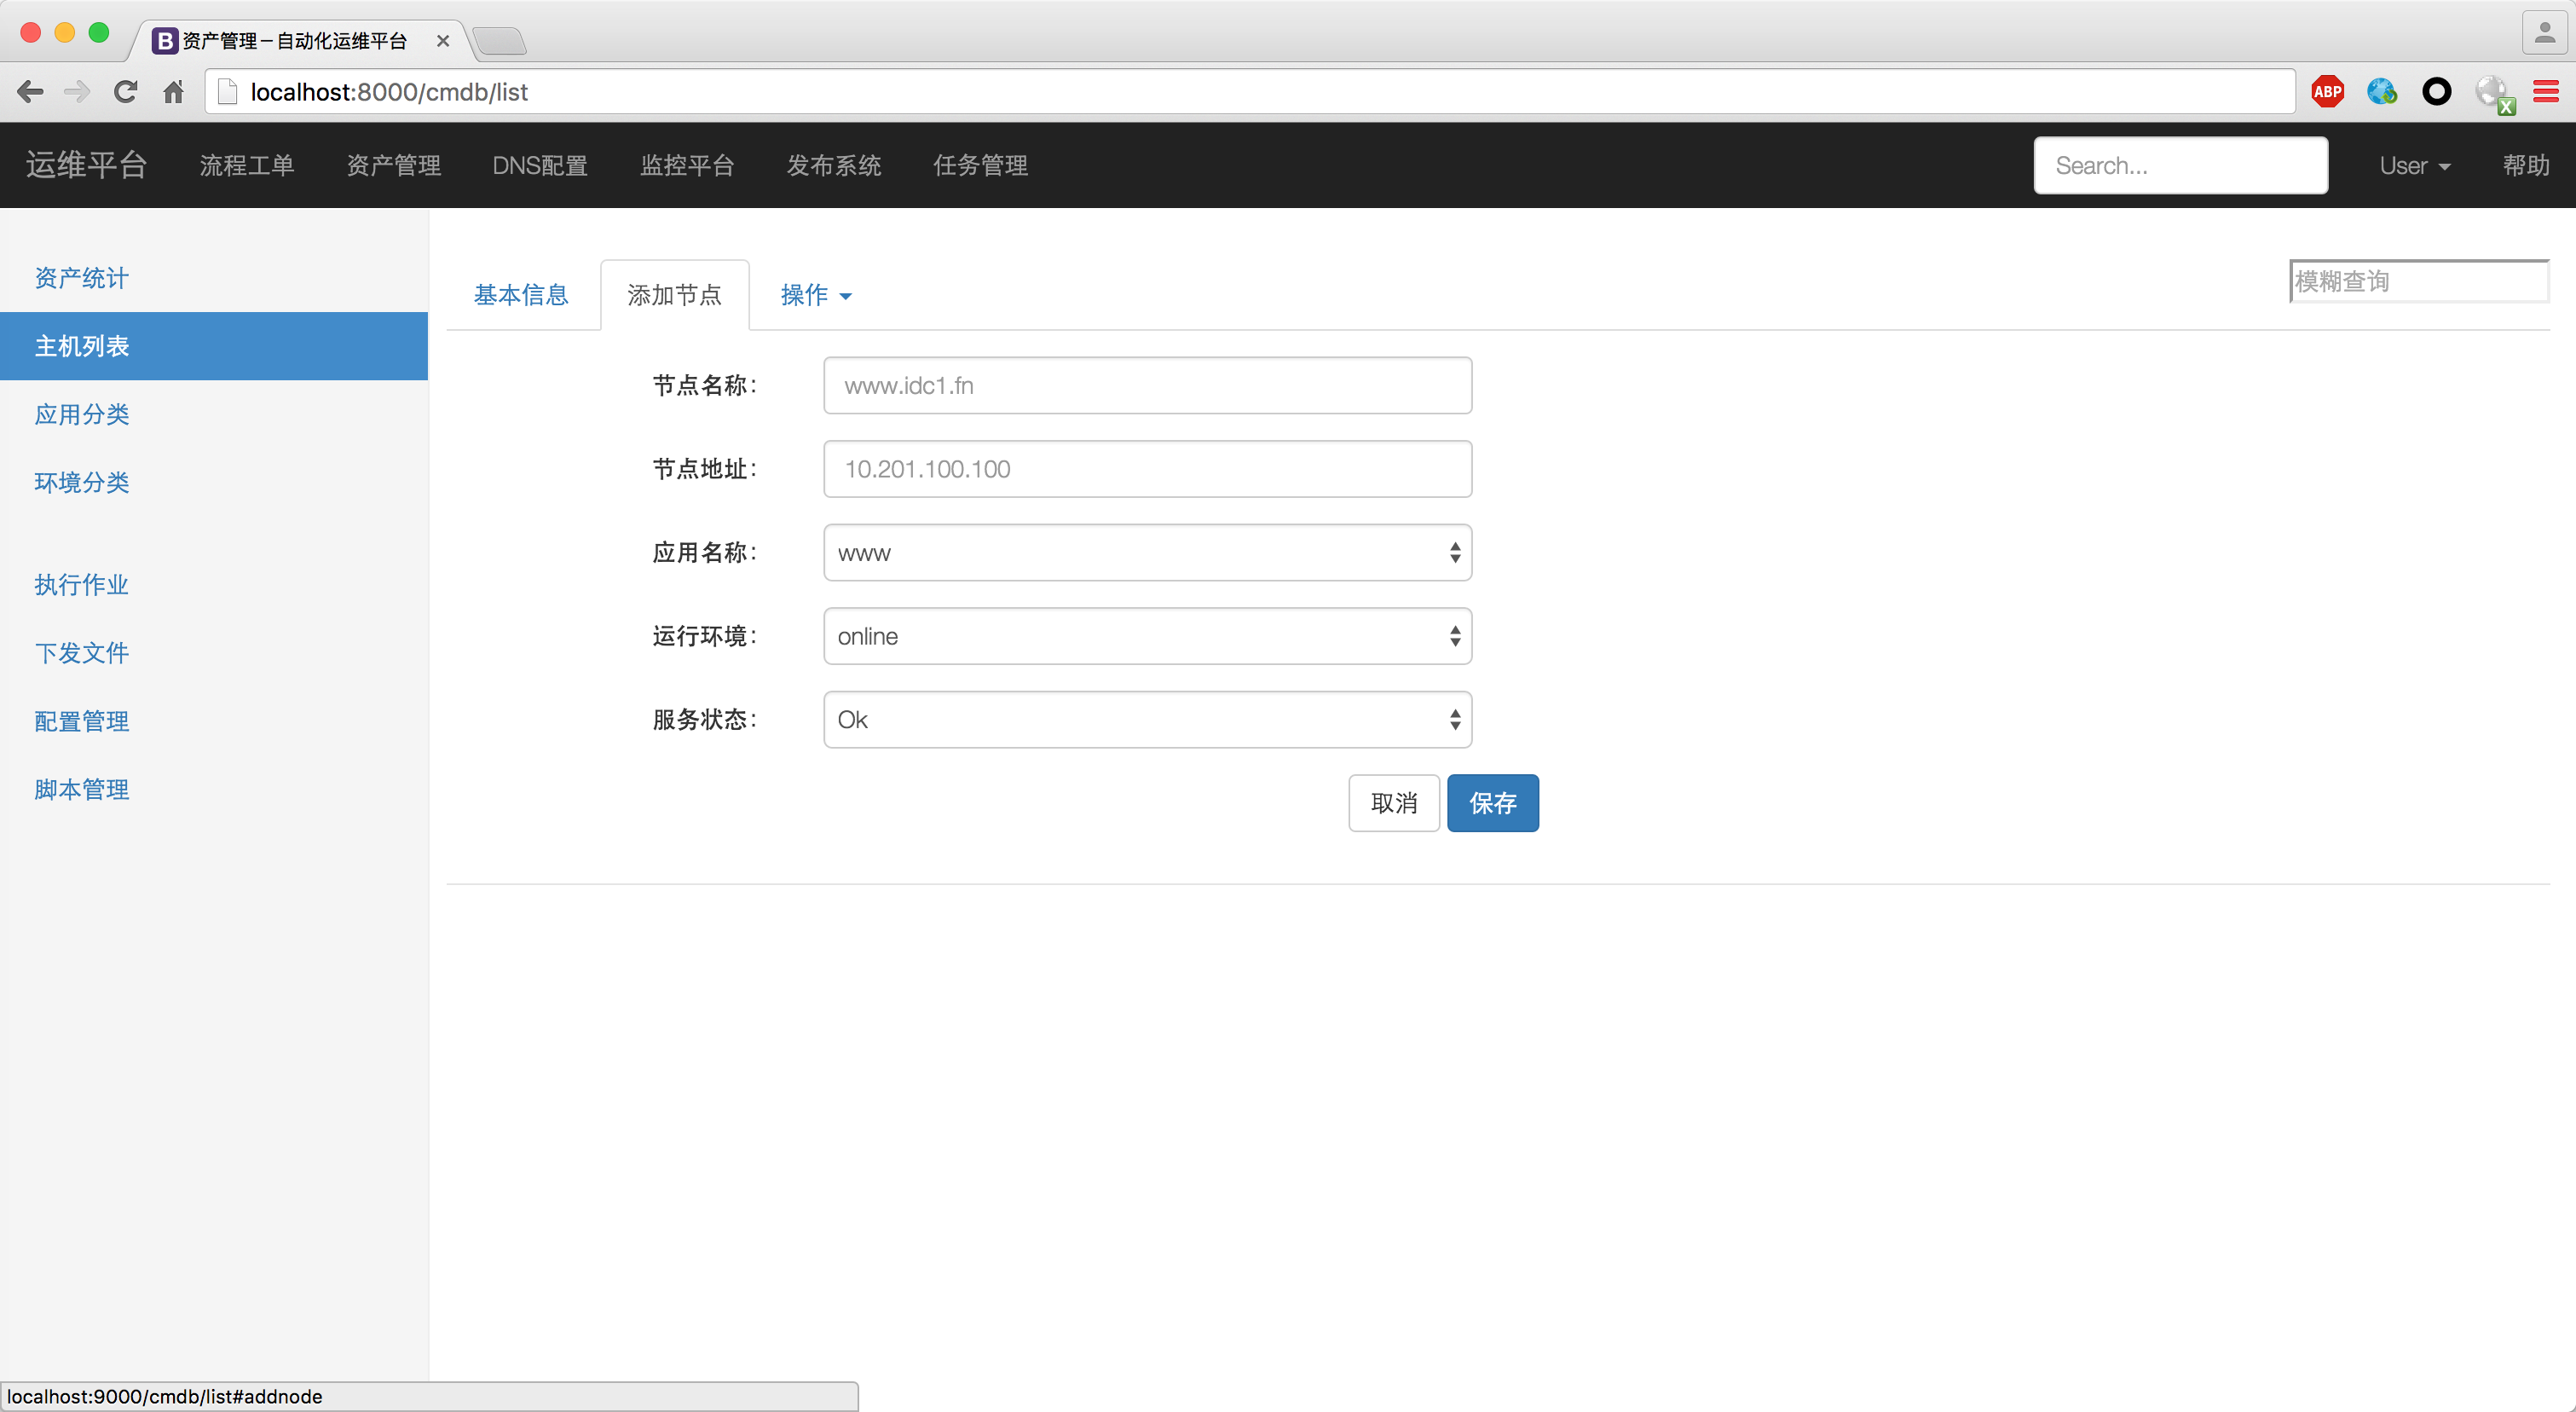 资产管理－自动化运维平台
localhost:8000/cmdb/list
ABP
运维平台 流程工单 资产管理 DNS配置 监控平台 发布系统 任务管理 Search... User 帮助
资产统计
主机列表
应用分类
环境分类
执行作业
下发文件
配置管理
脚本管理
基本信息 添加节点 操作 模糊查询
节点名称： www.idc1.fn
节点地址： 10.201.100.100
应用名称： www
运行环境： online
服务状态： Ok
取消 保存
localhost:9000/cmdb/list#addnode